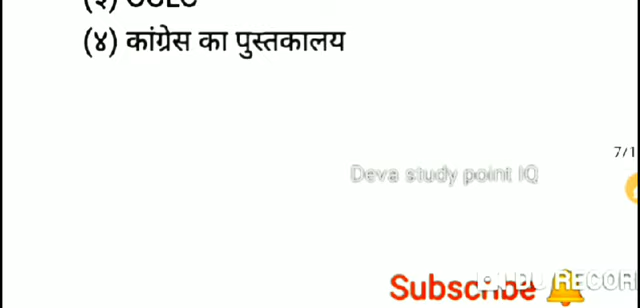 (४) कांग्रेस का पुस्तकालय
7/1
Deva study point IQ
Subscribe